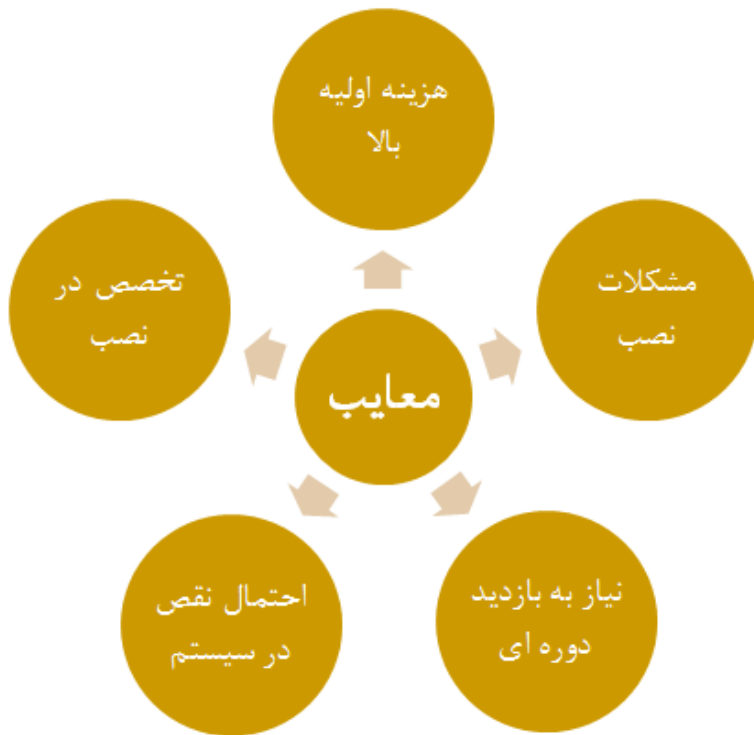 هزینه اولیه
بالا
مشکلات
نصب
تخصص در
نصب
معایب
نیاز به بازدید
دوره ای
احتمال نقص
در سیستم